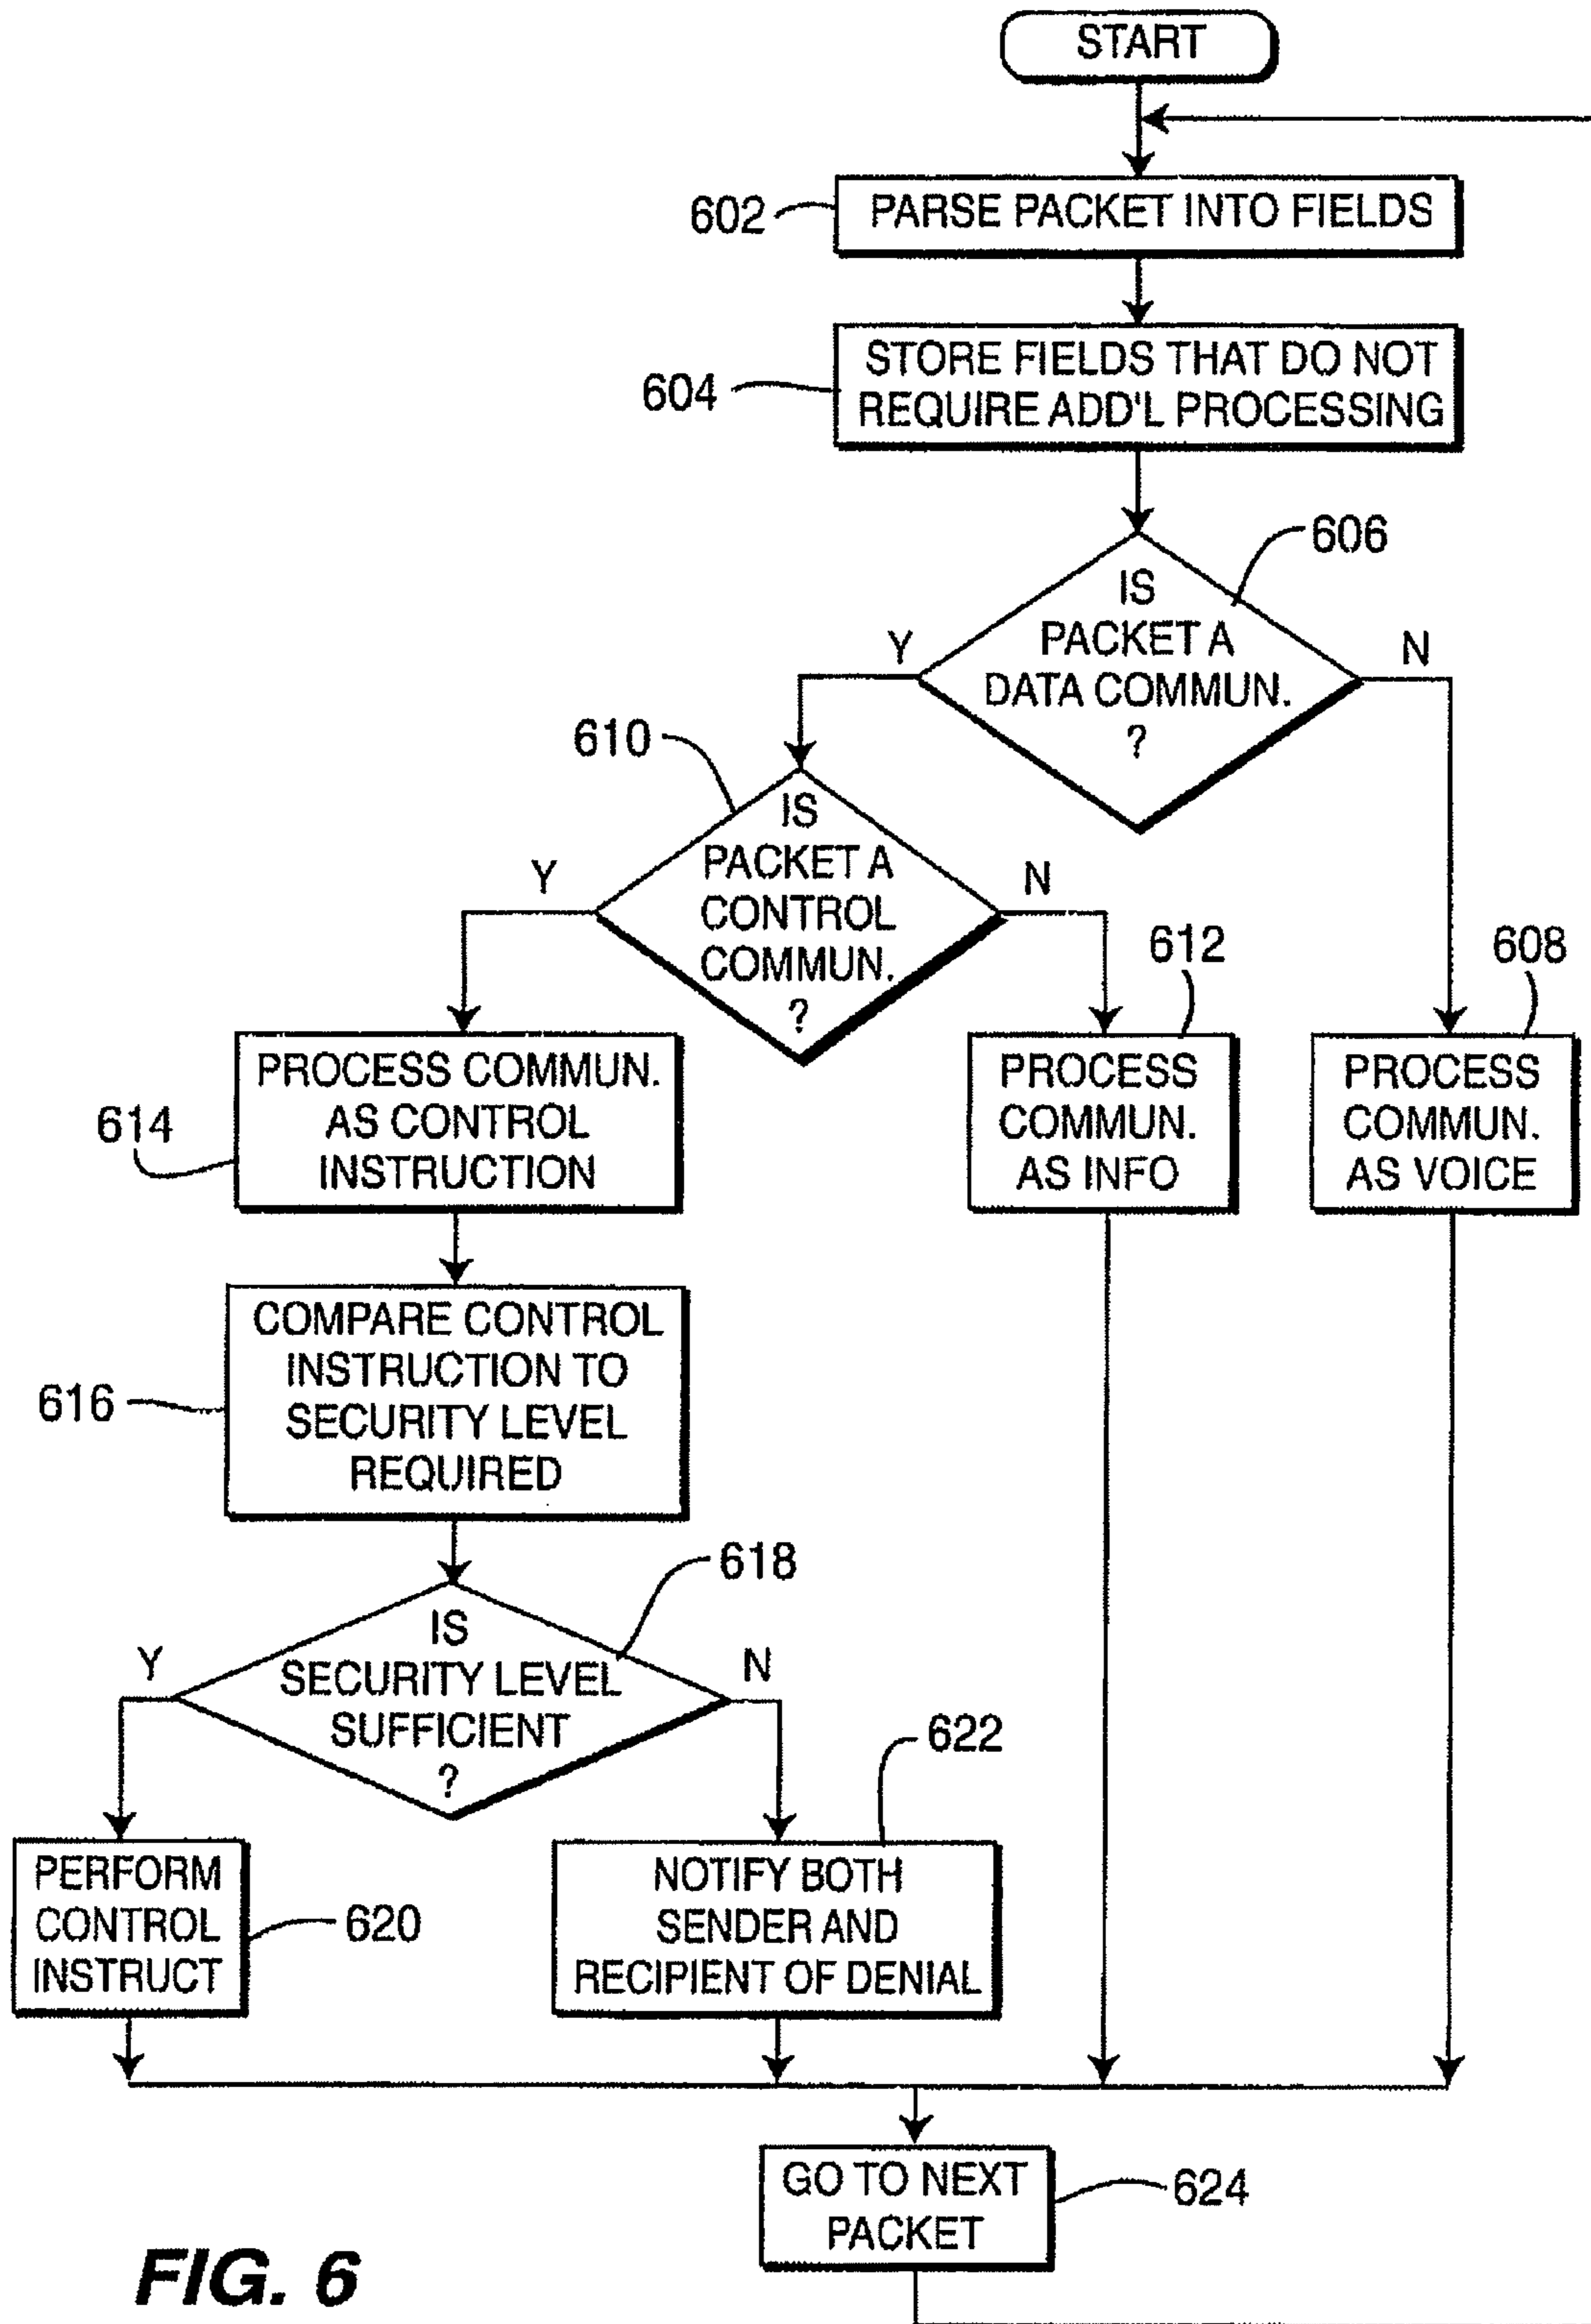 START
602
PARSE PACKET INTO FIELDS
604
STORE FIELDS THAT DO NOT
REQUIRE ADD'L PROCESSING
606
IS
PACKET A
DATA COMMUN.
?
Y
N
610
IS
PACKET A
CONTROL
COMMUN.
?
Y
N
612
608
614
PROCESS COMMUN.
AS CONTROL
INSTRUCTION
PROCESS
COMMUN.
AS INFO
PROCESS
COMMUN.
AS VOICE
616
COMPARE CONTROL
INSTRUCTION TO
SECURITY LEVEL
REQUIRED
618
IS
SECURITY LEVEL
SUFFICIENT
?
Y
N
622
PERFORM
CONTROL
INSTRUCT
620
NOTIFY BOTH
SENDER AND
RECIPIENT OF DENIAL
GO TO NEXT
PACKET
624
FIG. 6